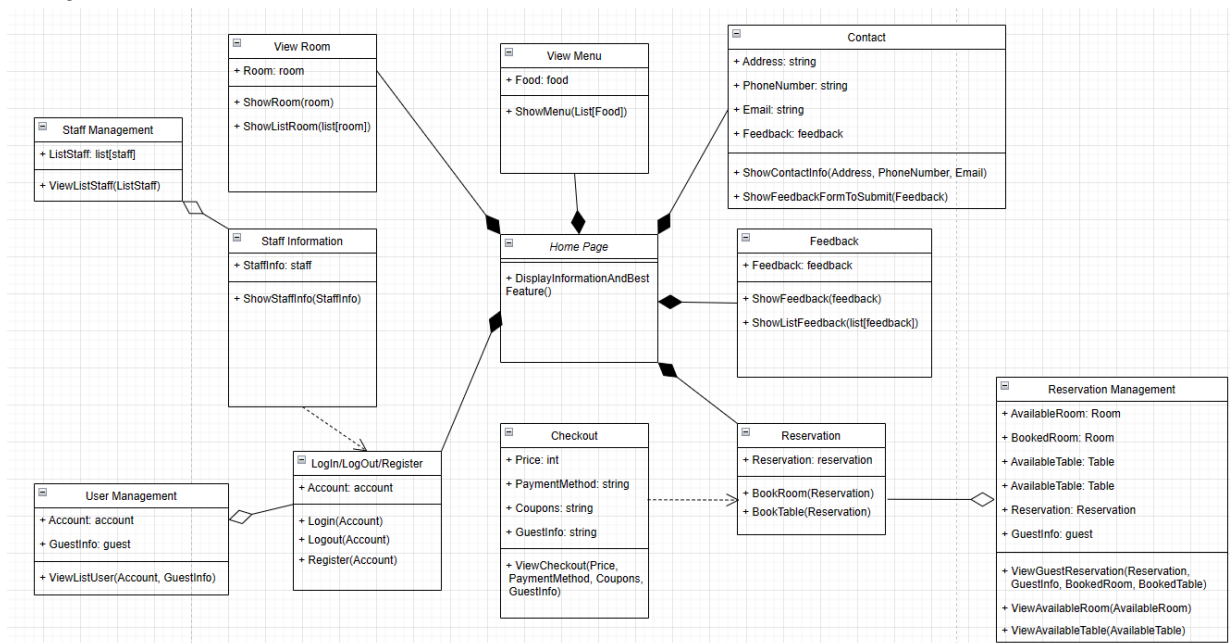 View Room
+ Room: room
+ ShowRoom(room)
+ ShowListRoom(list[room])
View Menu
+ Food: food
+ ShowMenu(List[Food])
Contact
+ Address: string
+ PhoneNumber: string
+ Email: string
+ Feedback: feedback
+ ShowContactInfo(Address, PhoneNumber, Email)
+ ShowFeedbackFormToSubmit(Feedback)
Staff Management
+ ListStaff: list[staff]
+ ViewListStaff(ListStaff)
Staff Information
+ StaffInfo: staff
+ ShowStaffInfo(StaffInfo)
Home Page
+ DisplayInformationAndBest
Feature()
Feedback
+ Feedback: feedback
+ ShowFeedback(feedback)
+ ShowListFeedback(list[feedback])
LogIn/LogOut/Register
+ Account: account
+ Login(Account)
+ Logout(Account)
+ Register(Account)
User Management
+ Account: account
+ GuestInfo: guest
+ ViewListUser(Account, GuestInfo)
Checkout
+ Price: int
+ PaymentMethod: string
+ Coupons: string
+ GuestInfo: string
+ ViewCheckout(Price,
PaymentMethod, Coupons,
GuestInfo)
Reservation
+ Reservation: reservation
+ BookRoom(Reservation)
+ BookTable(Reservation)
Reservation Management
+ AvailableRoom: Room
+ BookedRoom: Room
+ AvailableTable: Table
+ AvailableTable: Table
+ Reservation: Reservation
+ GuestInfo: guest
+ ViewGuestReservation(Reservation,
GuestInfo, BookedRoom, BookedTable)
+ ViewAvailableRoom(AvailableRoom)
+ ViewAvailableTable(AvailableTable)